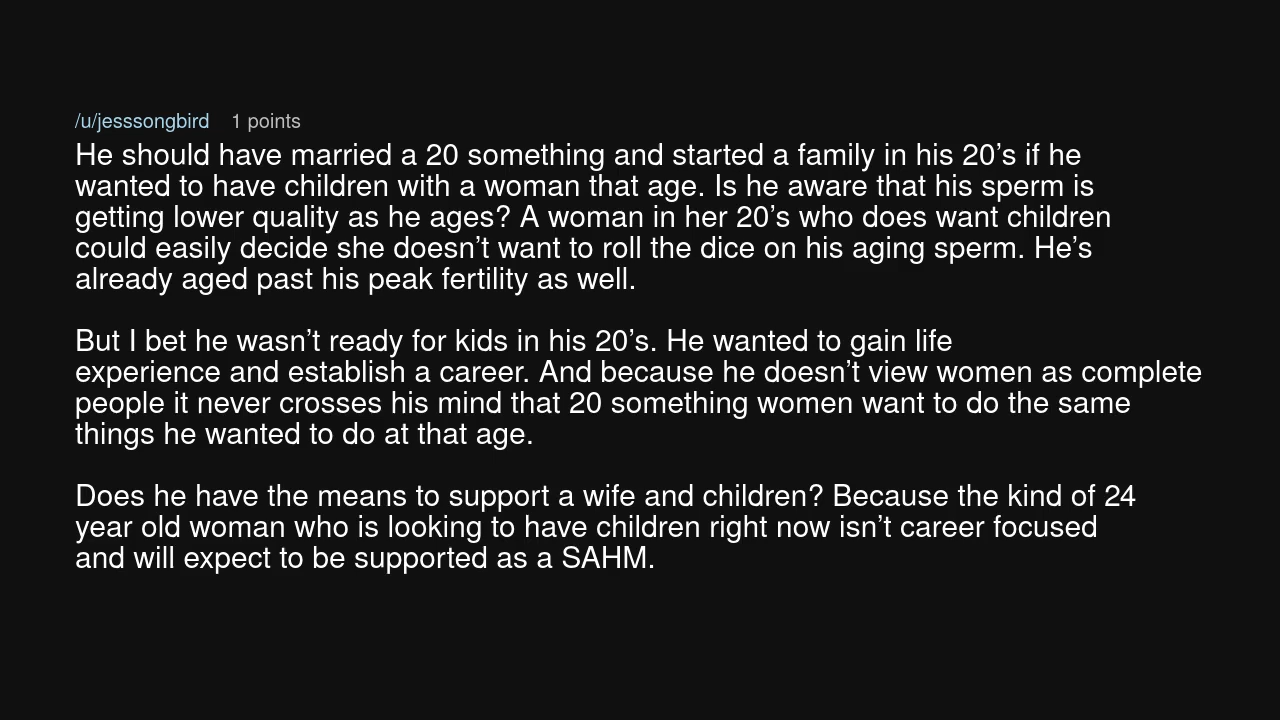 /u/jesssongbird 1 points
He should have married a 20 something and started a family in his 20’s if he
wanted to have children with a woman that age. Is he aware that his sperm is
getting lower quality as he ages? A woman in her 20’s who does want children
could easily decide she doesn’t want to roll the dice on his aging sperm. He’s
already aged past his peak fertility as well.
But I bet he wasn’t ready for kids in his 20’s. He wanted to gain life
experience and establish a career. And because he doesn’t view women as complete
people it never crosses his mind that 20 something women want to do the same
things he wanted to do at that age.
Does he have the means to support a wife and children? Because the kind of 24
year old woman who is looking to have children right now isn’t career focused
and will expect to be supported as a SAHM.